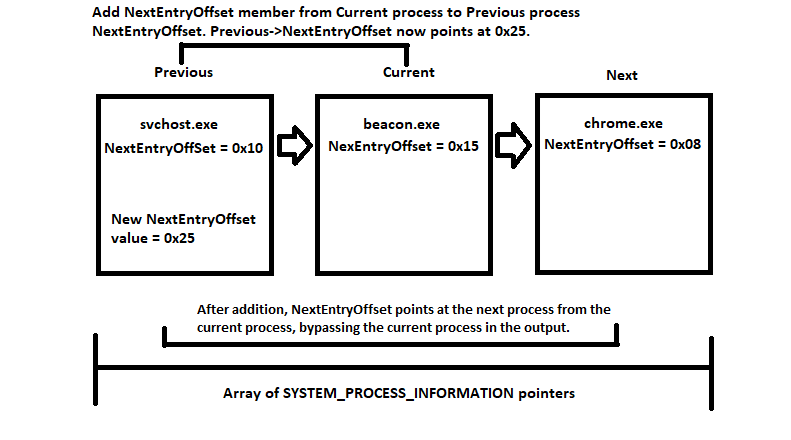 Add NextEntryOffset member from Current process to Previous process
NextEntryOffset. Previous->NextEntryOffset now points at 0x25.
Previous
Current
Next
svchost.exe
NextEntryOffSet = 0x10
New NextEntryOffset
value = 0x25
beacon.exe
NexEntryOffset = 0x15
chrome.exe
NextEntryOffset = 0x08
After addition, NextEntryOffset points at the next process from the
current process, bypassing the current process in the output.
Array of SYSTEM_PROCESS_INFORMATION pointers